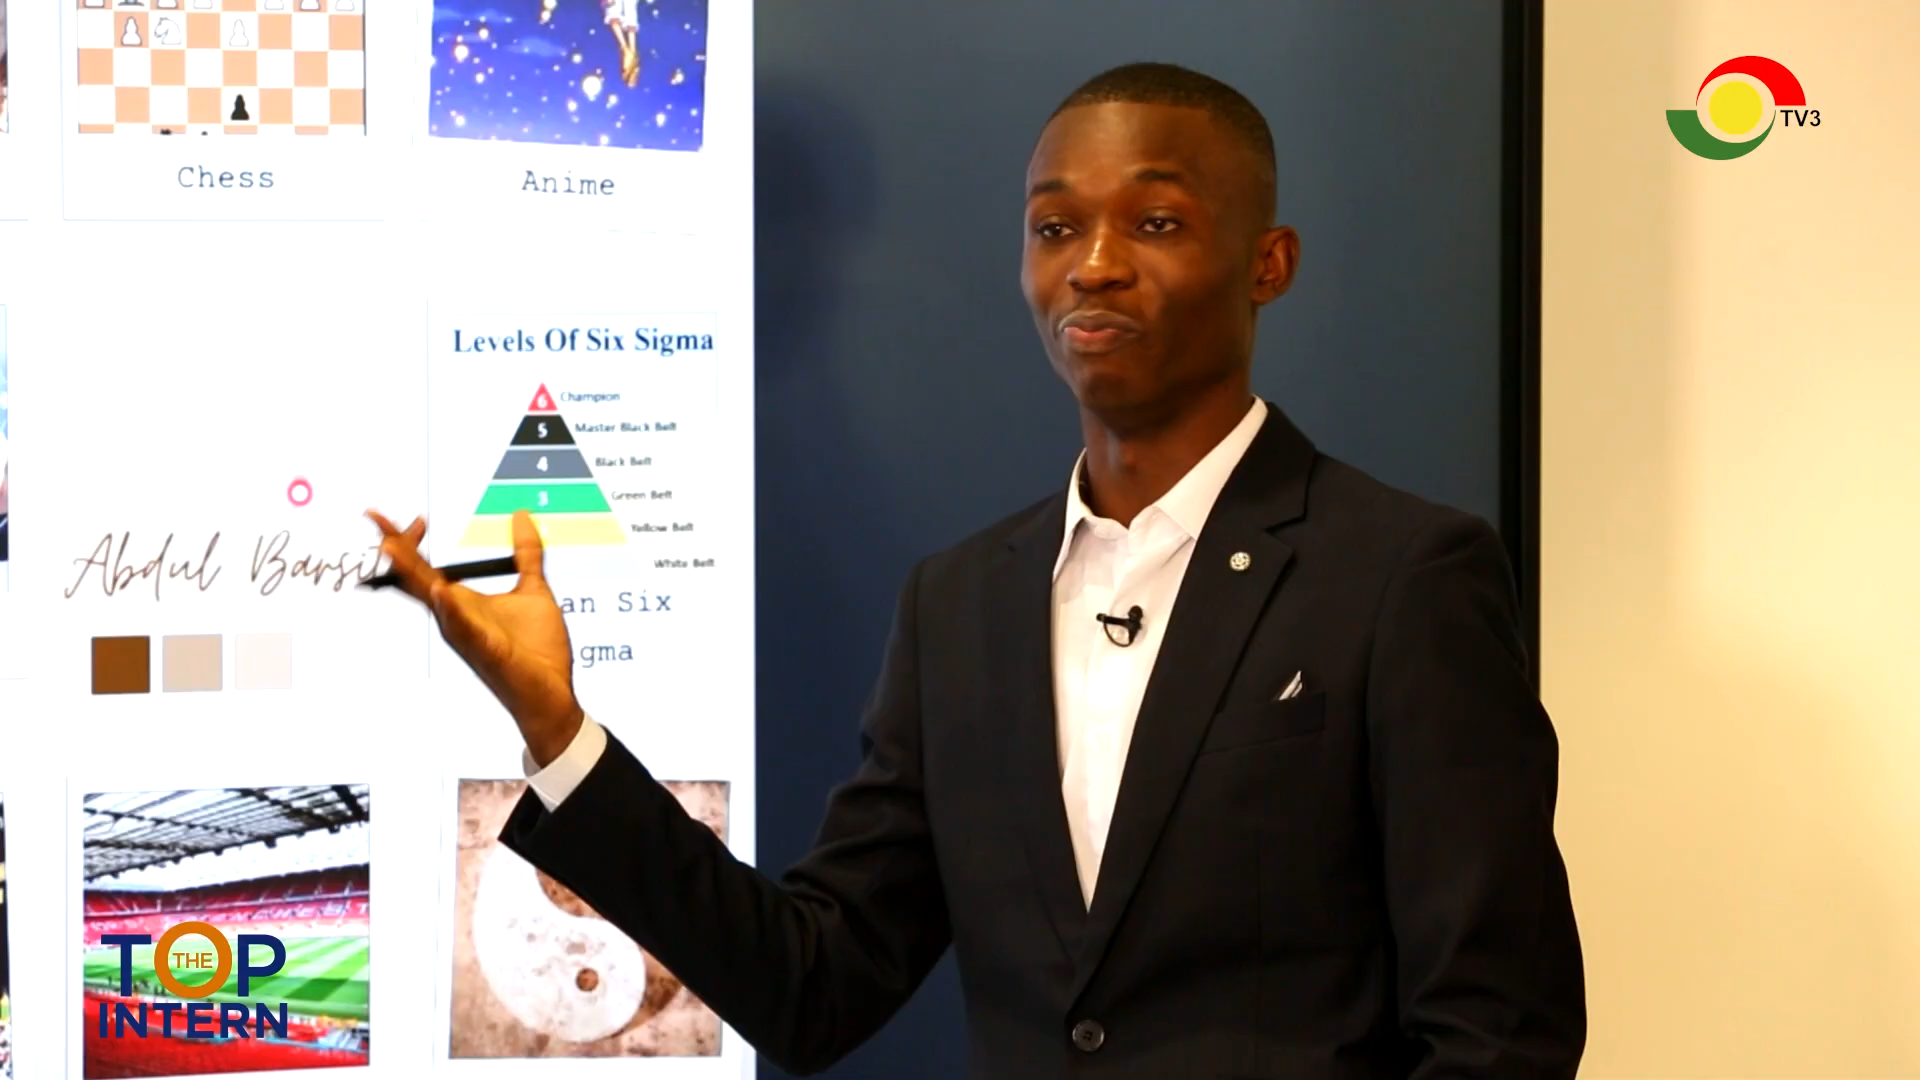 TV3
Chess
Anime
Levels Of Six Sigma
6 Champion
5 Master Black Belt
4 Black Belt
3 Green Belt
Yellow Belt
White Belt
Abdul
an Six
gma
THE
TOP
INTERN